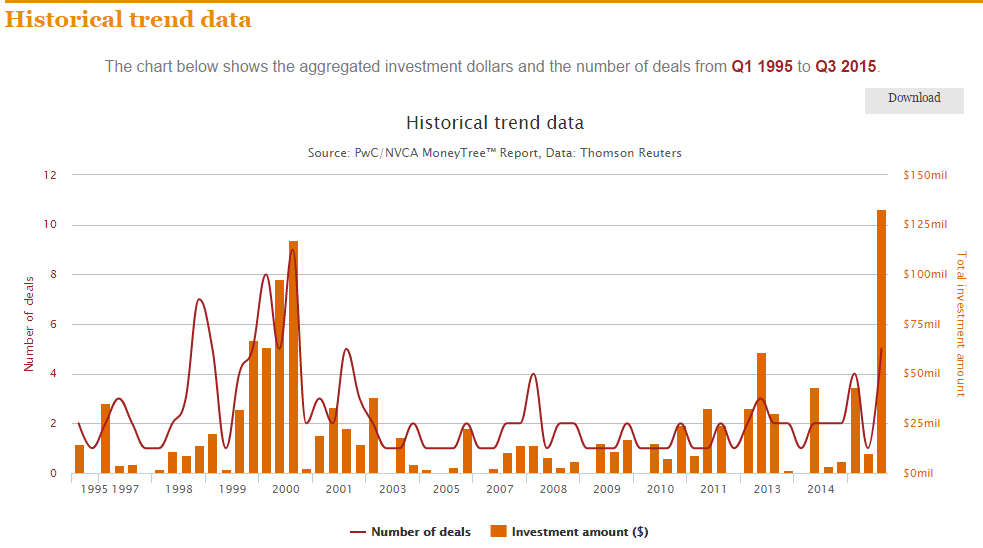 Historical trend data
The chart below shows the aggregated investment dollars and the number of deals from Q1 1995 to Q3 2015.
Download
Historical trend data
Source: PwC/NVCA MoneyTree™ Report, Data: Thomson Reuters
12
10
8
6
4
2
0
Number of deals
$150mil
$125mil
$100mil
$75mil
$50mil
$25mil
$0mil
Total investment amount
1995 1997 1998 1999 2000 2001 2003 2005 2007 2008 2009 2010 2011 2013 2014
Number of deals Investment amount ($)